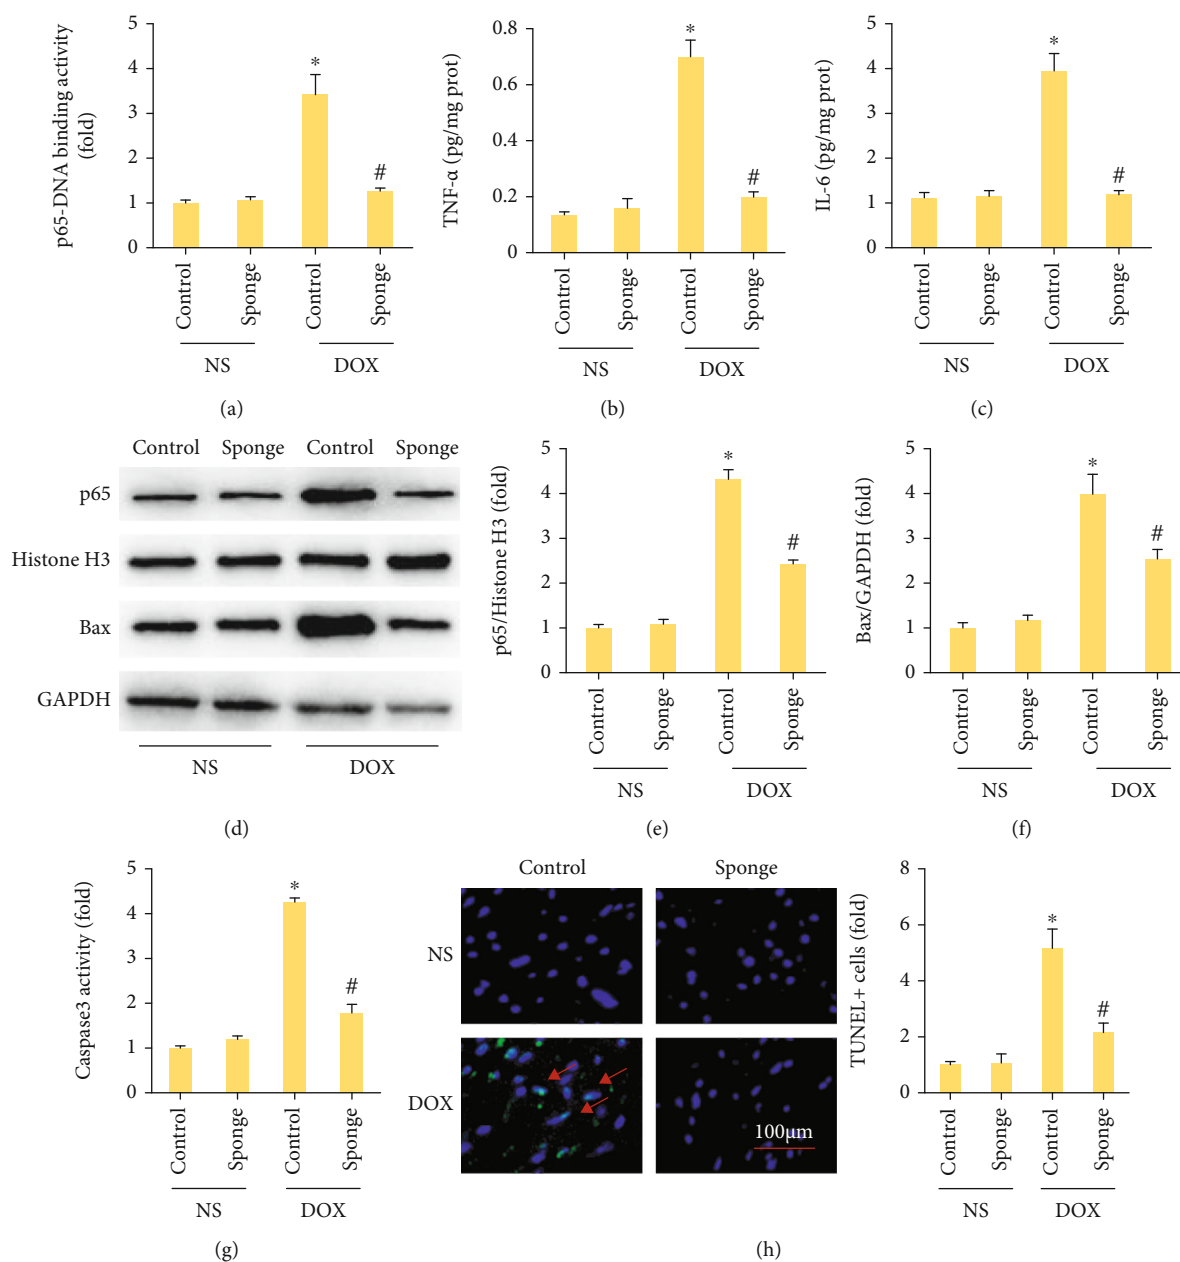 p65-DNA binding activity
(fold)
5
4
3
2
1
0
*
#
Control
Sponge
Control
Sponge
NS
DOX
(a)
TNF-α (pg/mg prot)
0.8
0.6
0.4
0.2
0
*
#
Control
Sponge
Control
Sponge
NS
DOX
(b)
IL-6 (pg/mg prot)
5
4
3
2
1
0
*
#
Control
Sponge
Control
Sponge
NS
DOX
(c)
Control Sponge Control Sponge
p65
Histone H3
Bax
GAPDH
NS
DOX
(d)
p65/Histone H3 (fold)
5
4
3
2
1
0
*
#
Control
Sponge
Control
Sponge
NS
DOX
(e)
Bax/GAPDH (fold)
5
4
3
2
1
0
*
#
Control
Sponge
Control
Sponge
NS
DOX
(f)
Caspase3 activity (fold)
5
4
3
2
1
0
*
#
Control
Sponge
Control
Sponge
NS
DOX
(g)
Control Sponge
NS
DOX
100μm
TUNEL+ cells (fold)
8
6
4
2
0
*
#
Control
Sponge
Control
Sponge
NS
DOX
(h)